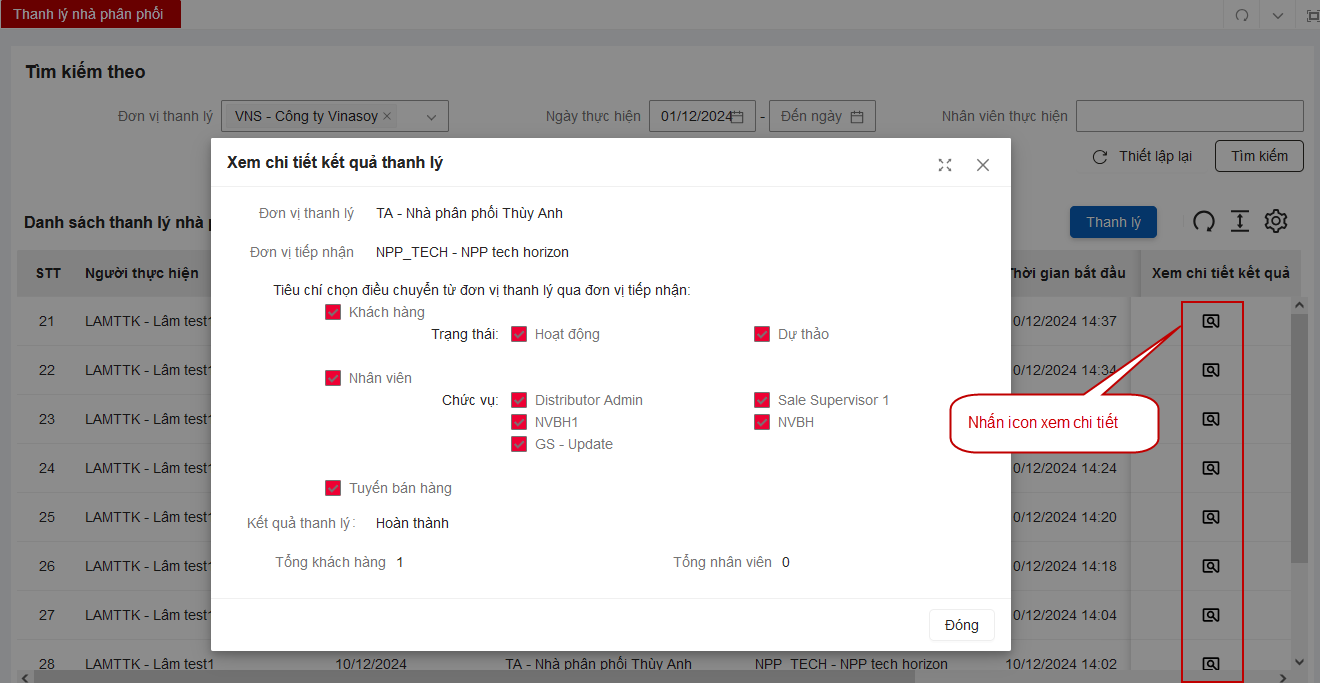 Thanh lý nhà phân phối
Tìm kiếm theo
Đơn vị thanh lý VNS - Công ty Vinasoy Ngày thực hiện 01/12/2024 - Đến ngày Nhân viên thực hiện
Thiết lập lại Tìm kiếm
Xem chi tiết kết quả thanh lý
Đơn vị thanh lý TA - Nhà phân phối Thùy Anh
Đơn vị tiếp nhận NPP_TECH - NPP tech horizon
Tiêu chí chọn điều chuyển từ đơn vị thanh lý qua đơn vị tiếp nhận:
Khách hàng
Trạng thái: Hoạt động Dự thảo
Nhân viên
Chức vụ: Distributor Admin Sale Supervisor 1
NVBH1 NVBH
GS - Update
Tuyến bán hàng
Kết quả thanh lý: Hoàn thành
Tổng khách hàng 1 Tổng nhân viên 0
Đóng
Danh sách thanh lý nhà Thanh lý
STT Người thực hiện Thời gian bắt đầu Xem chi tiết kết quả
21 LAMTTK - Lâm test1 0/12/2024 14:37
22 LAMTTK - Lâm test1 0/12/2024 14:34
23 LAMTTK - Lâm test1
Nhấn icon xem chi tiết
24 LAMTTK - Lâm test1 0/12/2024 14:24
25 LAMTTK - Lâm test1 0/12/2024 14:20
26 LAMTTK - Lâm test1 0/12/2024 14:18
27 LAMTTK - Lâm test1 0/12/2024 14:04
28 LAMTTK - Lâm test1 10/12/2024 TA - Nhà phân phối Thùy Anh NPP_TECH - NPP tech horizon 10/12/2024 14:02